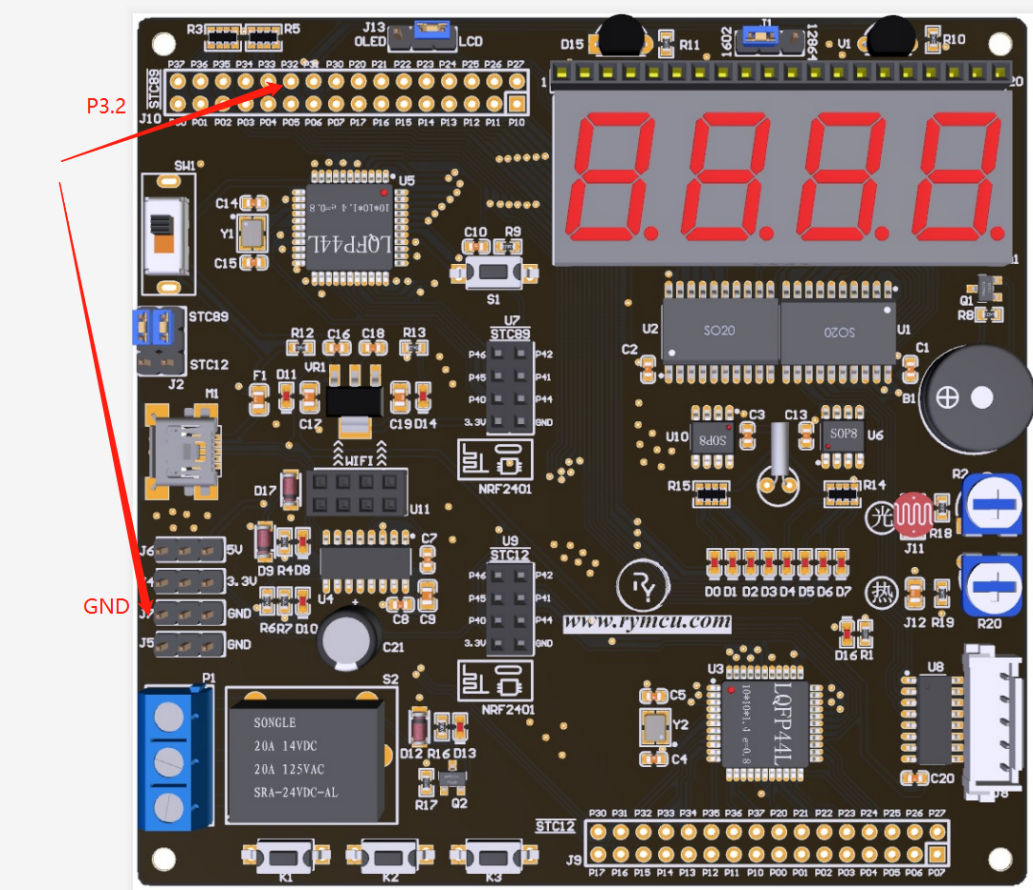 R3 R5
J13
OLED LCD
D15 R11
1602 J1 12864
V1 R10
P37 P36 P35 P34 P33 P32 P31 P30 P20 P21 P22 P23 P24 P25 P26 P27
STC89
P3.2
J10 P00 P01 P02 P03 P04 P05 P06 P07 P17 P16 P15 P14 P13 P12 P11 P10
1 20
SW1
U5
10*10*1.4 e=0.8
LQFP44L
C14
Y1
C15
C10 R9
S1
Q1
R8
STC89
STC12
J2
R12 C16 C18 R13
VR1
F1 D11
C17 C19 D14
M1
U7
STC89
P46 P42
P45 P41
P40 P44
3.3V GND
NRF2401
U2 SO20 SO20 U1
C2 C1
B1
C3 C13
U10 SOP8 SOP8 U6
R15 R14
WIFI
D17
U11
光
J11 R18
R2
J6 5V
3.3V
GND J7 GND
J5 GND
D9 R4 D8
U4
C7
R6 R7 D10
C8 C9
C21
U9
STC12
P46 P42
P45 P41
P40 P44
3.3V GND
NRF2401
RY
www.rymcu.com
D0 D1 D2 D3 D4 D5 D6 D7
热
J12 R19
R20
D16 R1
P1
S2
SONGLE
20A 14VDC
20A 125VAC
SRA-24VDC-AL
D12 R16 D13
R17 Q2
U3
10*10*1.4 e=0.8
LQFP44L
C5
Y2
C4
U8
C20
J8
K1 K2 K3
P30 P31 P32 P33 P34 P35 P36 P37 P20 P21 P22 P23 P24 P25 P26 P27
STC12
J9
P17 P16 P15 P14 P13 P12 P11 P10 P00 P01 P02 P03 P04 P05 P06 P07